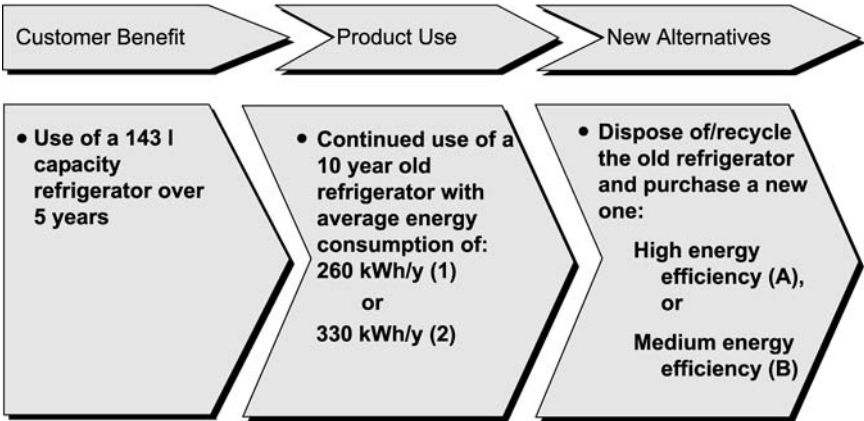 Customer Benefit
Product Use
New Alternatives
• Use of a 143 l
capacity
refrigerator over
5 years
• Continued use of a
10 year old
refrigerator with
average energy
consumption of:
260 kWh/y (1)
or
330 kWh/y (2)
• Dispose of/recycle
the old refrigerator
and purchase a new
one:
High energy
efficiency (A),
or
Medium energy
efficiency (B)